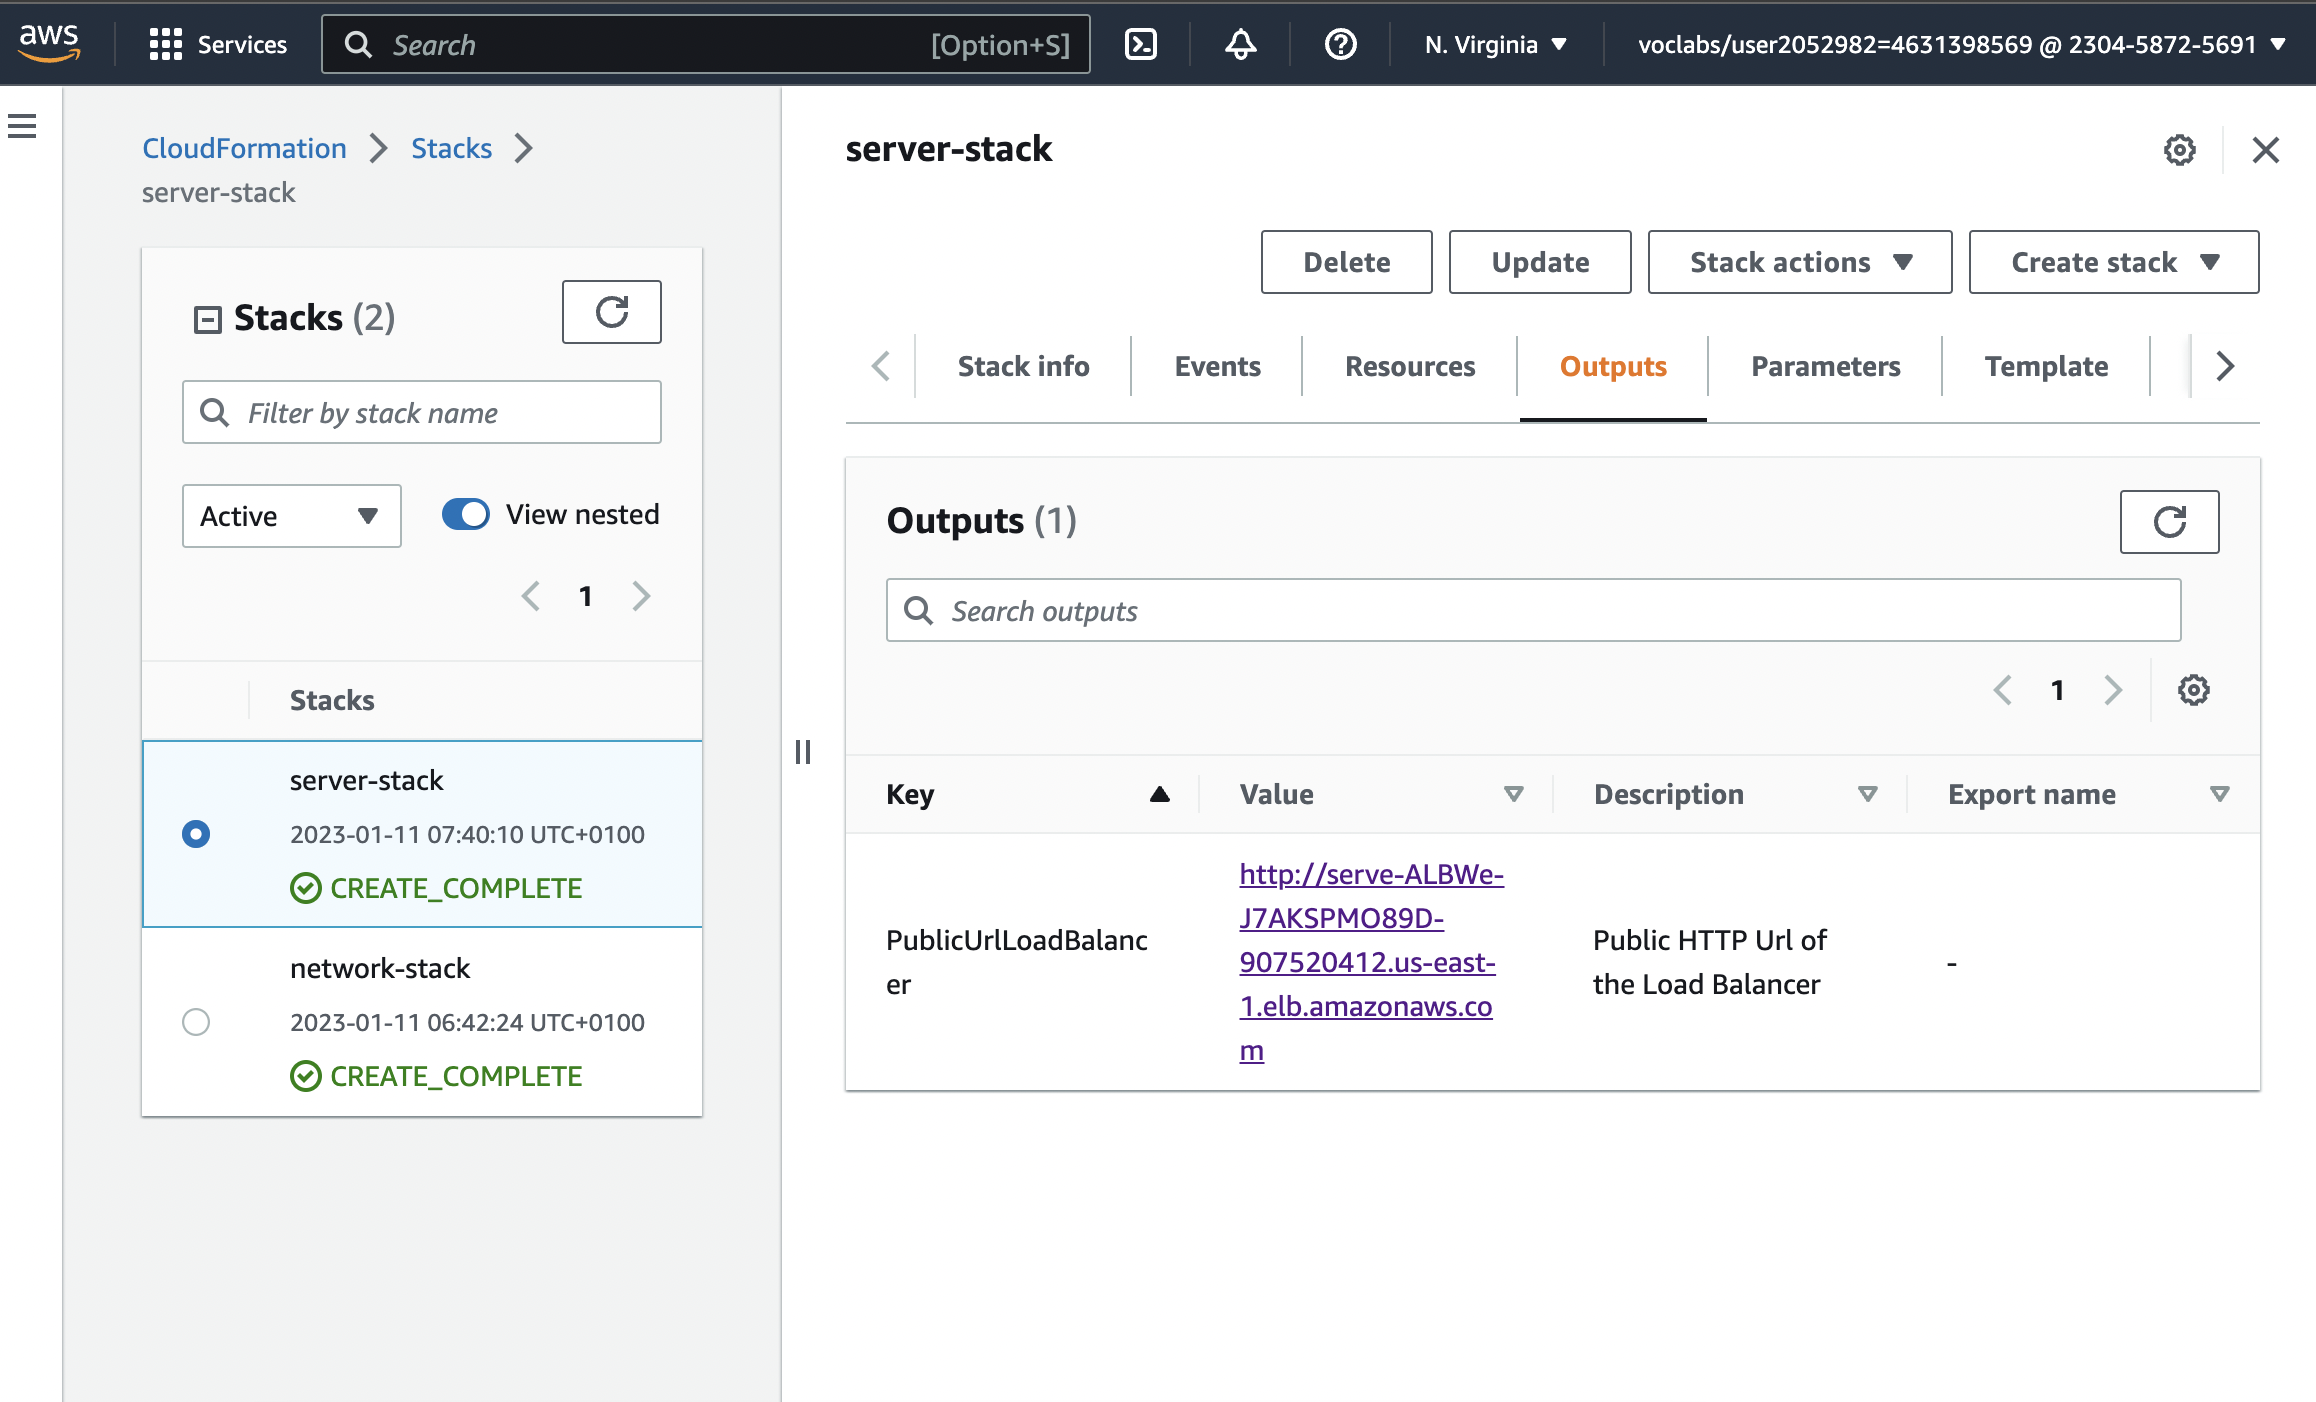 aws
Services
Search
[Option+S]
N. Virginia
voclabs/user2052982=4631398569 @ 2304-5872-5691
CloudFormation
Stacks
server-stack
Stacks (2)
Filter by stack name
Active
View nested
1
Stacks
server-stack
2023-01-11 07:40:10 UTC+0100
CREATE_COMPLETE
network-stack
2023-01-11 06:42:24 UTC+0100
CREATE_COMPLETE
server-stack
Delete
Update
Stack actions
Create stack
Stack info
Events
Resources
Outputs
Parameters
Template
Outputs (1)
Search outputs
1
Key
Value
Description
Export name
PublicUrlLoadBalanc
er
http://serve-ALBWe-
J7AKSPMO89D-
907520412.us-east-
1.elb.amazonaws.co
m
Public HTTP Url of
the Load Balancer
-